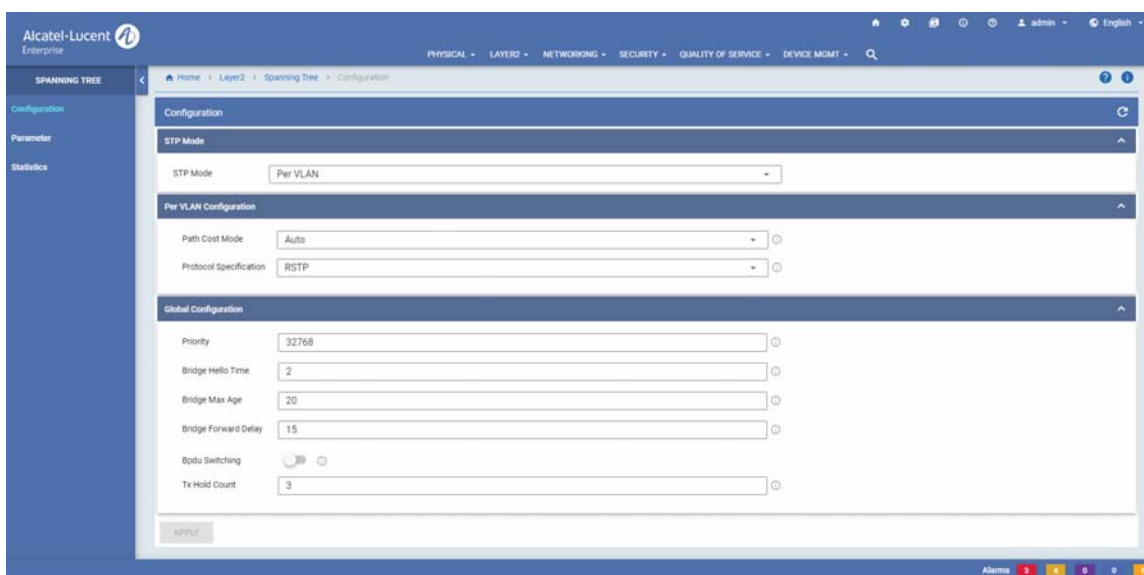 Alcatel·Lucent
Enterprise
admin
English
PHYSICAL
LAYER2
NETWORKING
SECURITY
QUALITY OF SERVICE
DEVICE MGMT
SPANNING TREE
Home > Layer2 > Spanning Tree > Configuration
Configuration
Parameter
Statistics
Configuration
STP Mode
STP Mode Per VLAN
Per VLAN Configuration
Path Cost Mode Auto
Protocol Specification RSTP
Global Configuration
Priority 32768
Bridge Hello Time 2
Bridge Max Age 20
Bridge Forward Delay 15
Bpdu Switching
Tx Hold Count 3
APPLY
Alarms 3 4 0 0